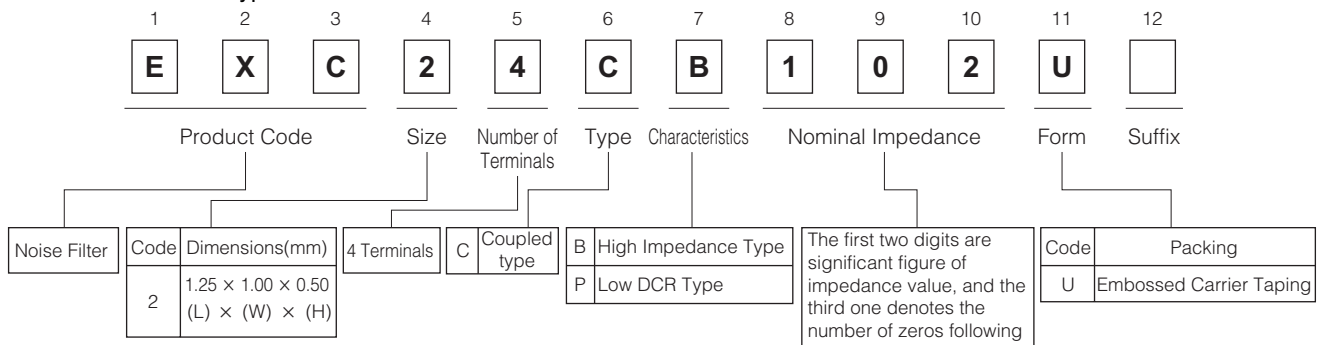 1 2 3 4 5 6 7 8 9 10 11 12
E X C 2 4 C B 1 0 2 U
Product Code Size Number of Terminals Type Characteristics Nominal Impedance Form Suffix
Noise Filter
Code Dimensions(mm)
2 1.25 × 1.00 × 0.50
(L) × (W) × (H)
4 Terminals
C Coupled
type
B High Impedance Type
P Low DCR Type
The first two digits are
significant figure of
impedance value, and the
third one denotes the
number of zeros following
Code Packing
U Embossed Carrier Taping